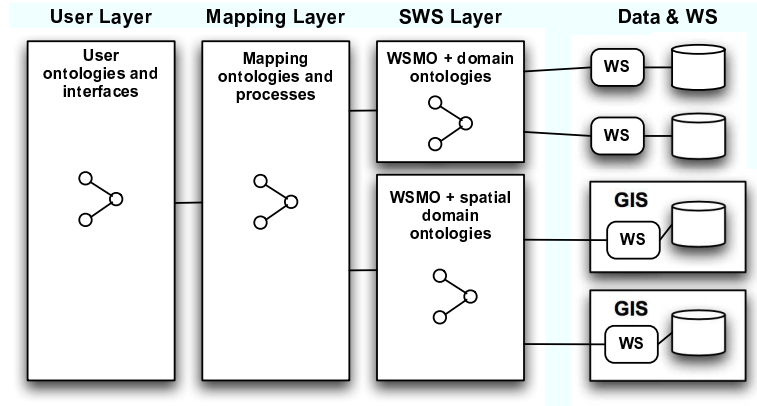 User Layer
Mapping Layer
SWS Layer
Data & WS
User
ontologies and
interfaces
Mapping
ontologies and
processes
WSMO + domain
ontologies
WSMO + spatial
domain
ontologies
WS
WS
GIS
WS
GIS
WS